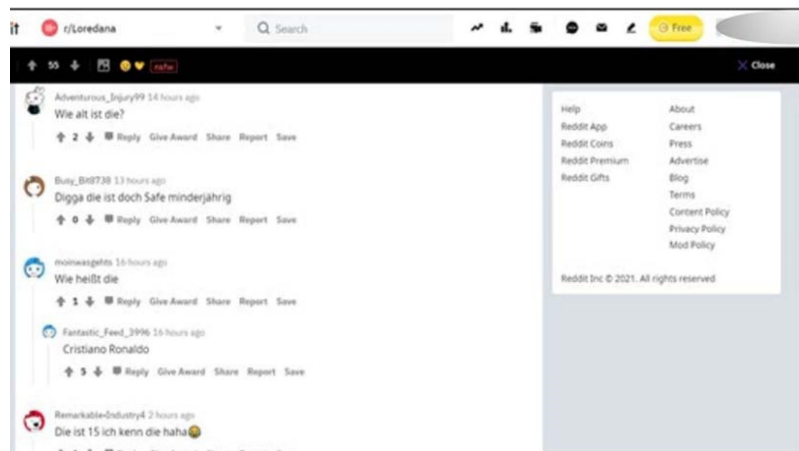 it r/Loredana Search Free
55 nsfw Close
Adventurous_Injury99 14 hours ago
Wie alt ist die?
2 Reply Give Award Share Report Save
Busy_Bit8738 13 hours ago
Digga die ist doch Safe minderjährig
0 Reply Give Award Share Report Save
moinwasgehts 16 hours ago
Wie heißt die
1 Reply Give Award Share Report Save
Fantastic_Feed_3996 16 hours ago
Cristiano Ronaldo
5 Reply Give Award Share Report Save
Remarkable-Industry4 2 hours ago
Die ist 15 ich kenn die haha😂
Help About
Reddit App Careers
Reddit Coins Press
Reddit Premium Advertise
Reddit Gifts Blog
Terms
Content Policy
Privacy Policy
Mod Policy
Reddit Inc © 2021. All rights reserved